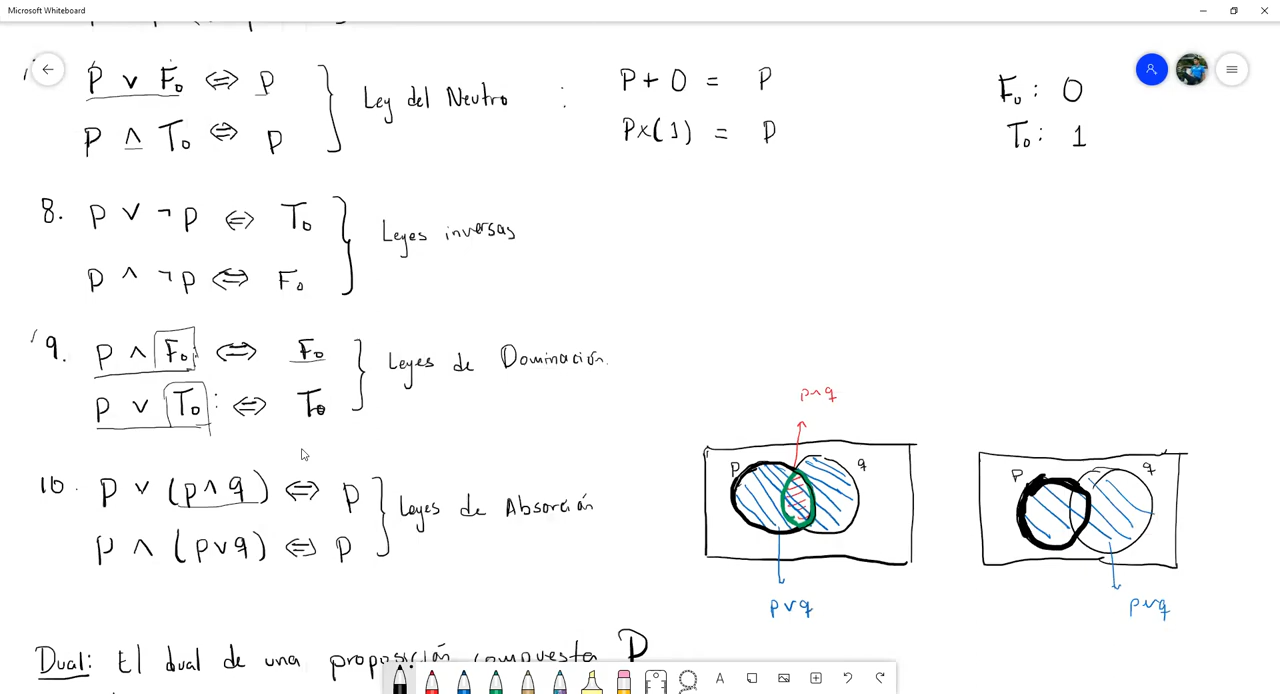 Microsoft Whiteboard
P ∨ F₀ ⇔ P
P ∧ T₀ ⇔ P
Ley del Neutro :
P + 0 = P
P×(1) = P
F₀ : 0
T₀ : 1
8. P ∨ ¬P ⇔ T₀
P ∧ ¬P ⇔ F₀
Leyes inversas
9. P ∧ F₀ ⇔ F₀
P ∨ T₀ : ⇔ T₀
Leyes de Dominación.
10. P ∨ (p∧q) ⇔ P
P ∧ (p∨q) ⇔ P
Leyes de Absorción
p∧q
P q
p∨q
P q
p∨q
Dual: El dual de una proposición compuesta P